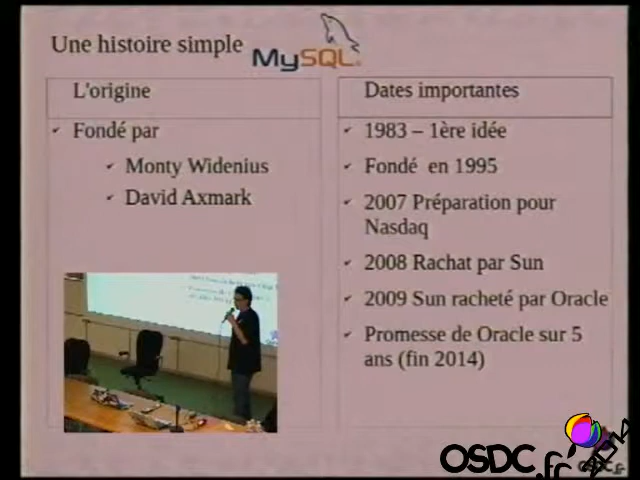 Une histoire simple
MySQL
L'origine
Fondé par
Monty Widenius
David Axmark
Dates importantes
1983 – 1ère idée
Fondé en 1995
2007 Préparation pour
Nasdaq
2008 Rachat par Sun
2009 Sun racheté par Oracle
Promesse de Oracle sur 5
ans (fin 2014)
OSDC.fr